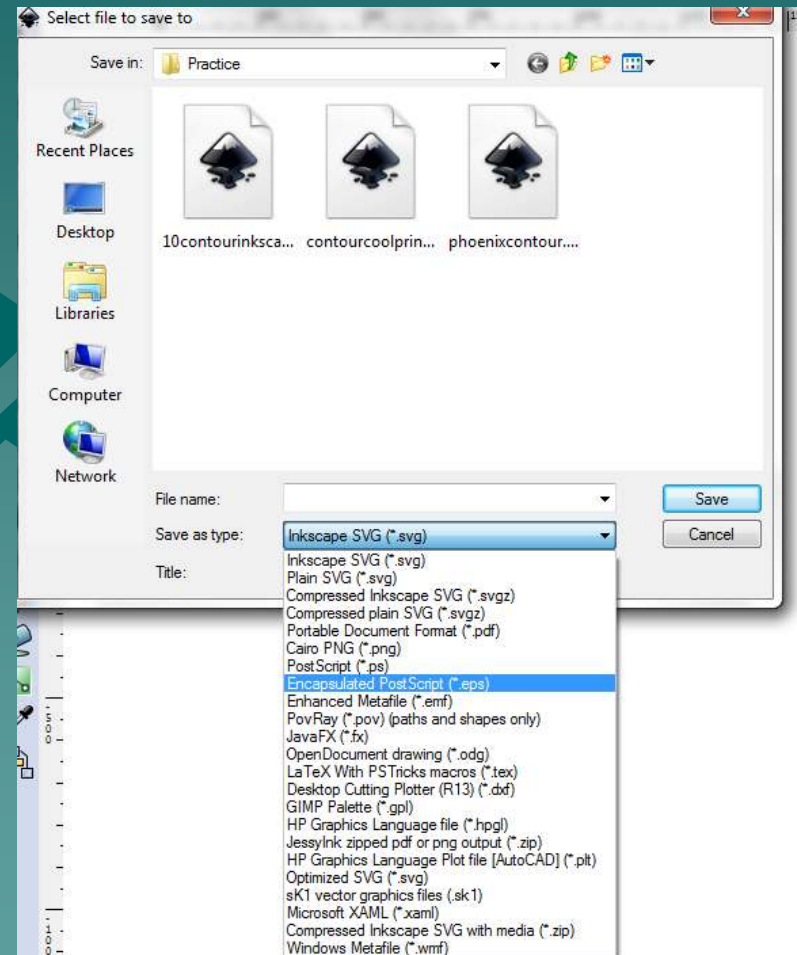 Select file to save to
Save in:
Practice
Recent Places
Desktop
Libraries
Computer
Network
10contourinksca...
contourcoolprin...
phoenixcontour....
File name:
Save
Save as type:
Inkscape SVG (*.svg)
Cancel
Title:
Inkscape SVG (*.svg)
Plain SVG (*.svg)
Compressed Inkscape SVG (*.svgz)
Compressed plain SVG (*.svgz)
Portable Document Format (*.pdf)
Cairo PNG (*.png)
PostScript (*.ps)
Encapsulated PostScript (*.eps)
Enhanced Metafile (*.emf)
PovRay (*.pov) (paths and shapes only)
JavaFX (*.fx)
OpenDocument drawing (*.odg)
LaTeX With PSTricks macros (*.tex)
Desktop Cutting Plotter (R13) (*.dxf)
GIMP Palette (*.gpl)
HP Graphics Language file (*.hpgl)
JessyInk zipped pdf or png output (*.zip)
HP Graphics Language Plot file [AutoCAD] (*.plt)
Optimized SVG (*.svg)
sK1 vector graphics files (.sk1)
Microsoft XAML (*.xaml)
Compressed Inkscape SVG with media (*.zip)
Windows Metafile (*.wmf)
500